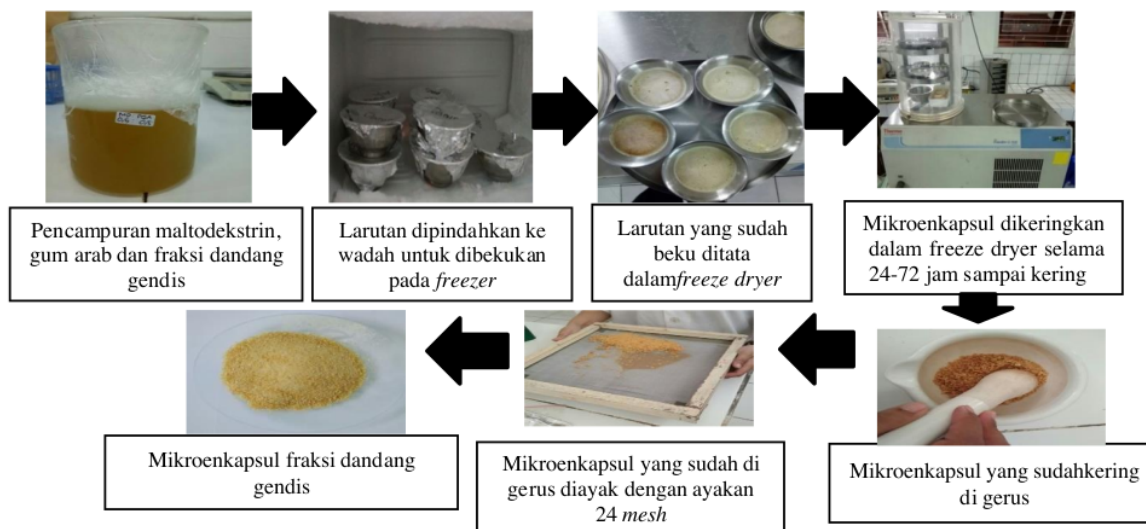 Pencampuran maltodekstrin,
gum arab dan fraksi dandang
gendis
Larutan dipindahkan ke
wadah untuk dibekukan
pada freezer
Larutan yang sudah
beku ditata
dalamfreeze dryer
Mikroenkapsul dikeringkan
dalam freeze dryer selama
24-72 jam sampai kering
Mikroenkapsul yang sudahkering
di gerus
Mikroenkapsul yang sudah di
gerus diayak dengan ayakan
24 mesh
Mikroenkapsul fraksi dandang
gendis